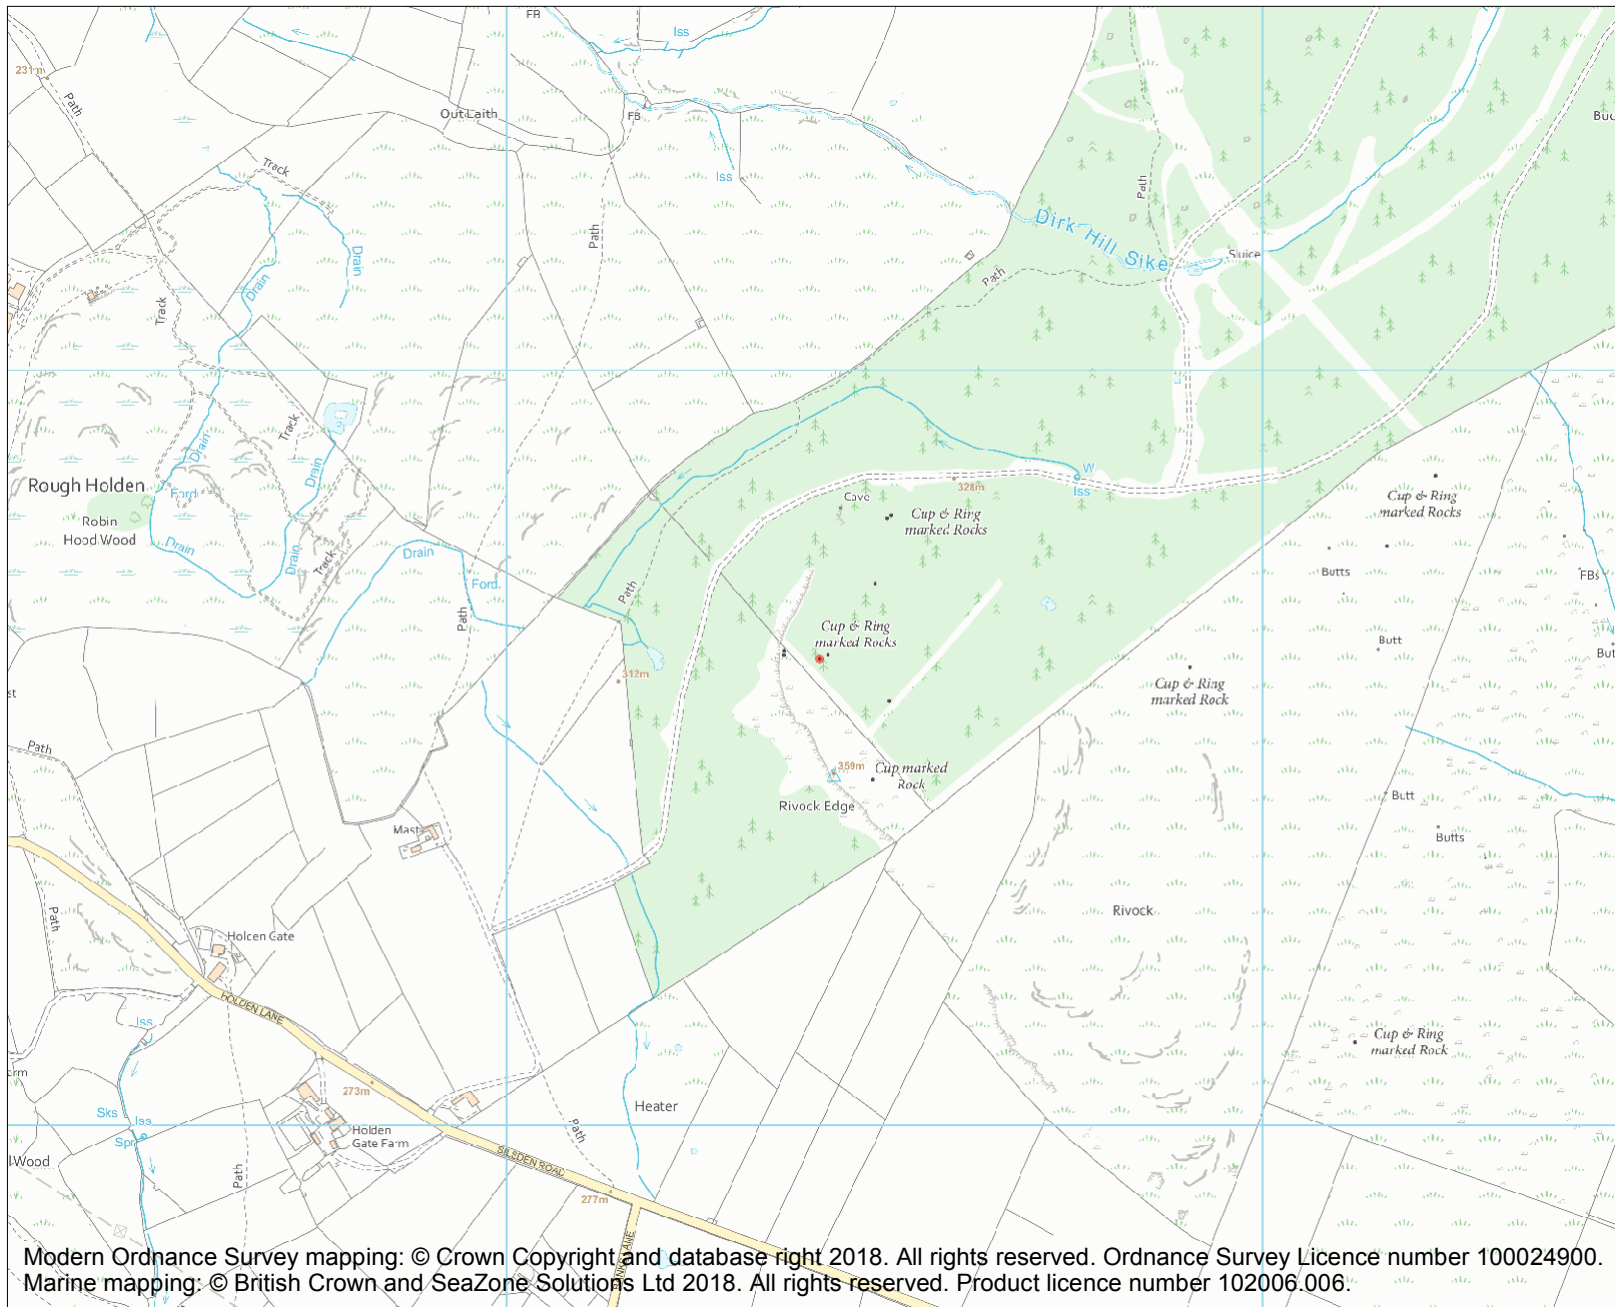 FB
Iss
231m
Path
Out Laith
FB
Iss
Track
Path
Path
Drain
Dirk Hill Sike
Sluice
Path
Drain
Track
Track
Rough Holden
Drain
Drain
Ford
Robin
Hood Wood
Drain
Drain
Track
Drain
Ford
Path
Path
W
Iss
328m
Cave
Cup & Ring
marked Rocks
Cup & Ring
marked Rocks
Butts
FBs
Cup & Ring
marked Rocks
Butt
312m
Cup & Ring
marked Rock
Path
359m
Cup marked
Rock
Rivock Edge
Butt
Mast
Butts
Path
Rivock
Holden Gate
HOLDEN LANE
Iss
Cup & Ring
marked Rock
273m
Sks
Iss
Spr
Heater
Holden
Gate Farm
Path
Path
SILSDEN ROAD
277m
Modern Ordnance Survey mapping: © Crown Copyright and database right 2018. All rights reserved. Ordnance Survey Licence number 100024900.
Marine mapping: © British Crown and SeaZone Solutions Ltd 2018. All rights reserved. Product licence number 102006.006.